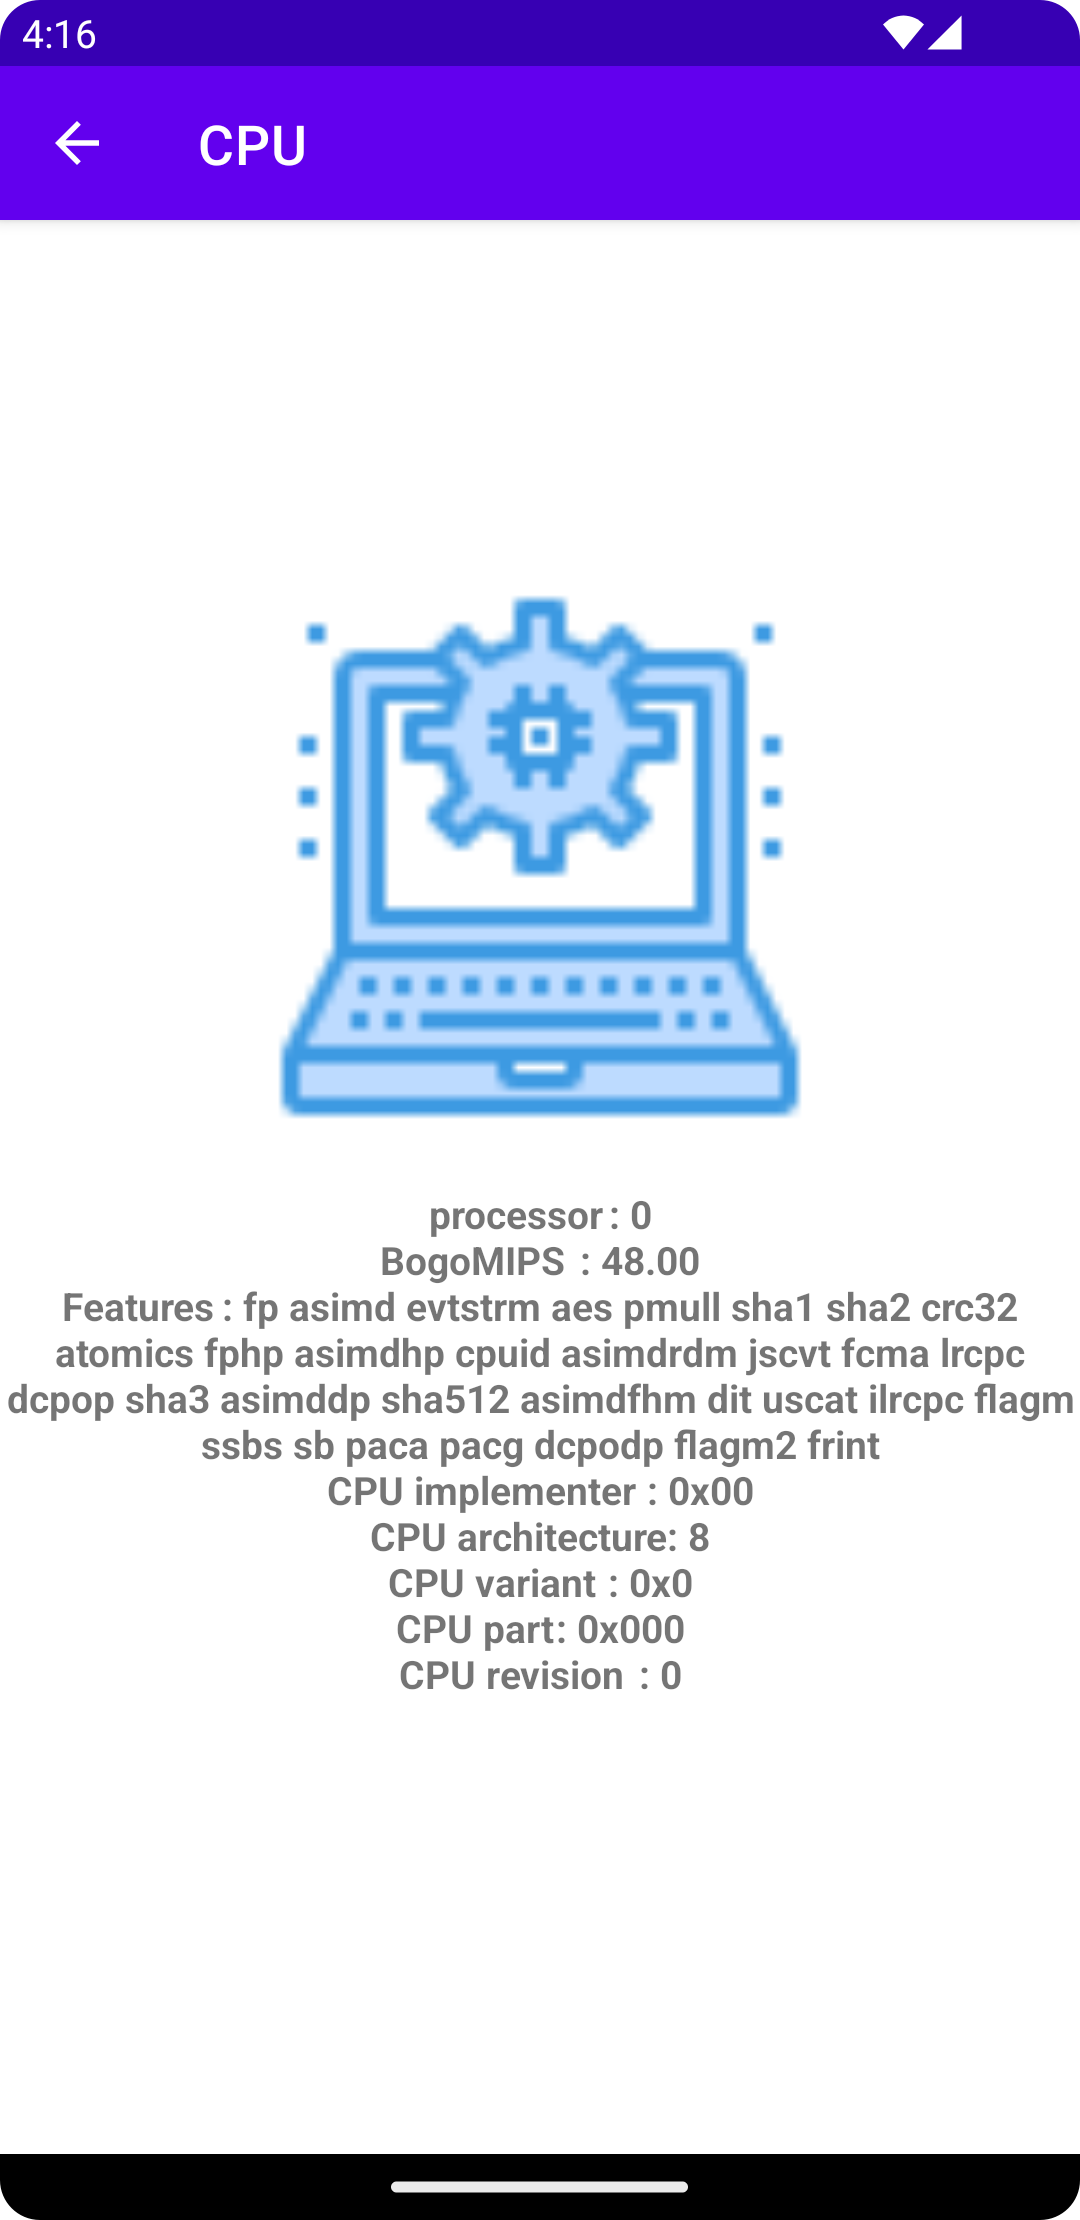 4:16
CPU
processor : 0
BogoMIPS : 48.00
Features : fp asimd evtstrm aes pmull sha1 sha2 crc32
atomics fphp asimdhp cpuid asimdrdm jscvt fcma lrcpc
dcpop sha3 asimddp sha512 asimdfhm dit uscat ilrcpc flagm
ssbs sb paca pacg dcpodp flagm2 frint
CPU implementer : 0x00
CPU architecture: 8
CPU variant : 0x0
CPU part: 0x000
CPU revision : 0